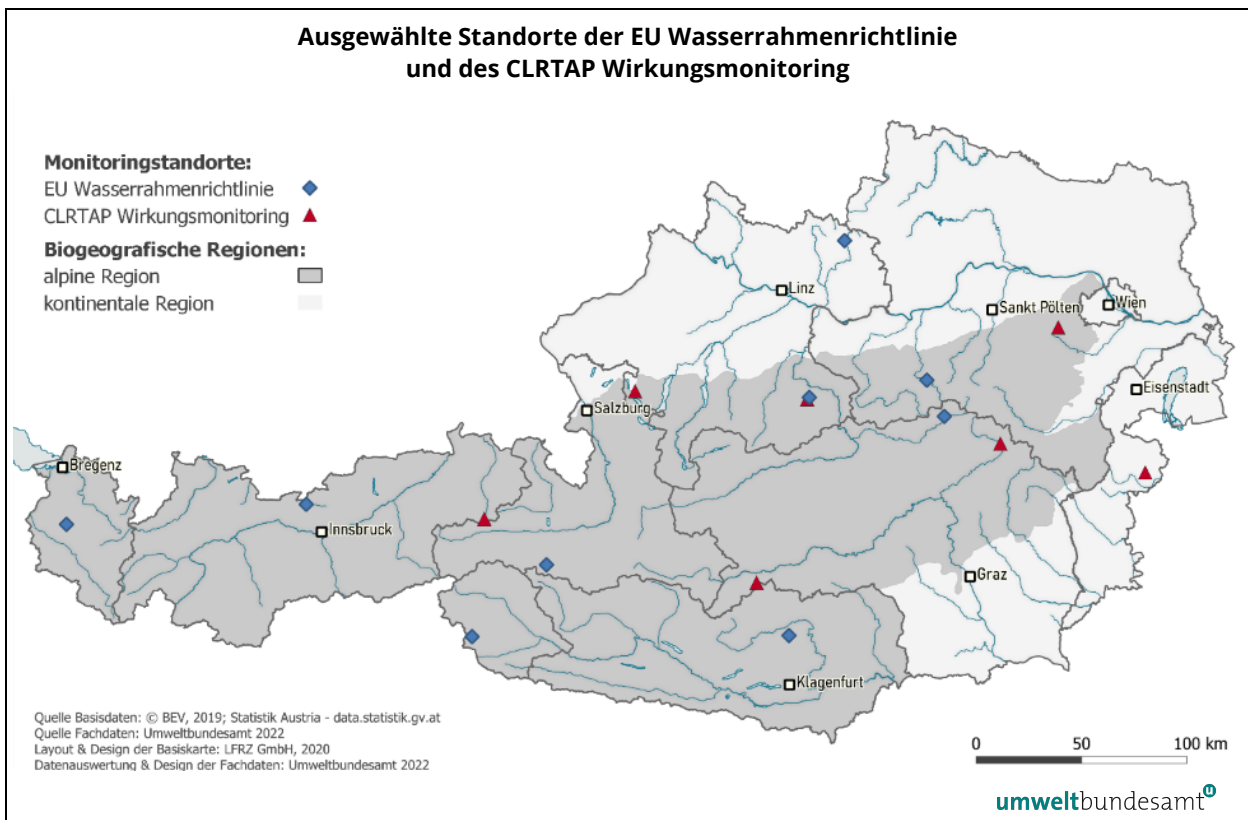 Ausgewählte Standorte der EU Wasserrahmenrichtlinie
und des CLRTAP Wirkungsmonitoring
Monitoringstandorte:
EU Wasserrahmenrichtlinie
CLRTAP Wirkungsmonitoring
Biogeografische Regionen:
alpine Region
kontinentale Region
Linz
Sankt Pölten
Wien
Eisenstadt
Salzburg
Bregenz
Innsbruck
Graz
Klagenfurt
Quelle Basisdaten: © BEV, 2019; Statistik Austria - data.statistik.gv.at
Quelle Fachdaten: Umweltbundesamt 2022
Layout & Design der Basiskarte: LFRZ GmbH, 2020
Datenauswertung & Design der Fachdaten: Umweltbundesamt 2022
0 50 100 km
umweltbundesamt u